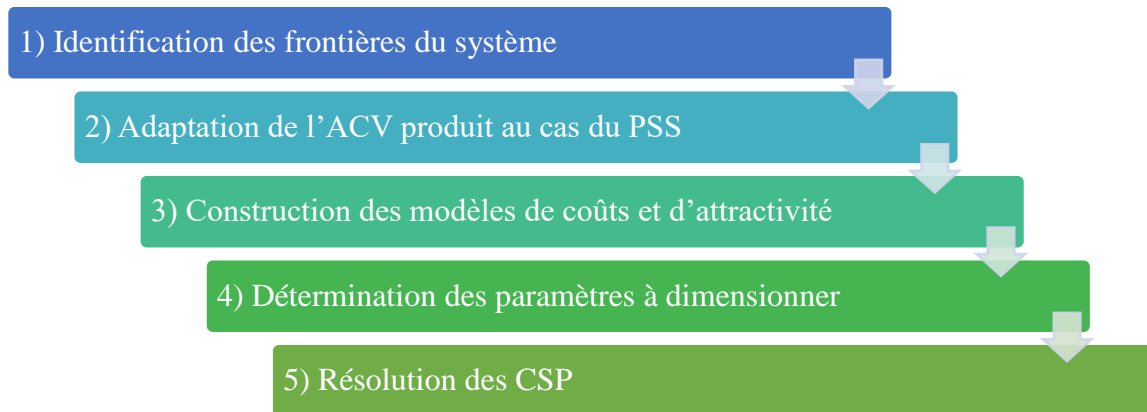 1) Identification des frontières du système
2) Adaptation de l’ACV produit au cas du PSS
3) Construction des modèles de coûts et d’attractivité
4) Détermination des paramètres à dimensionner
5) Résolution des CSP